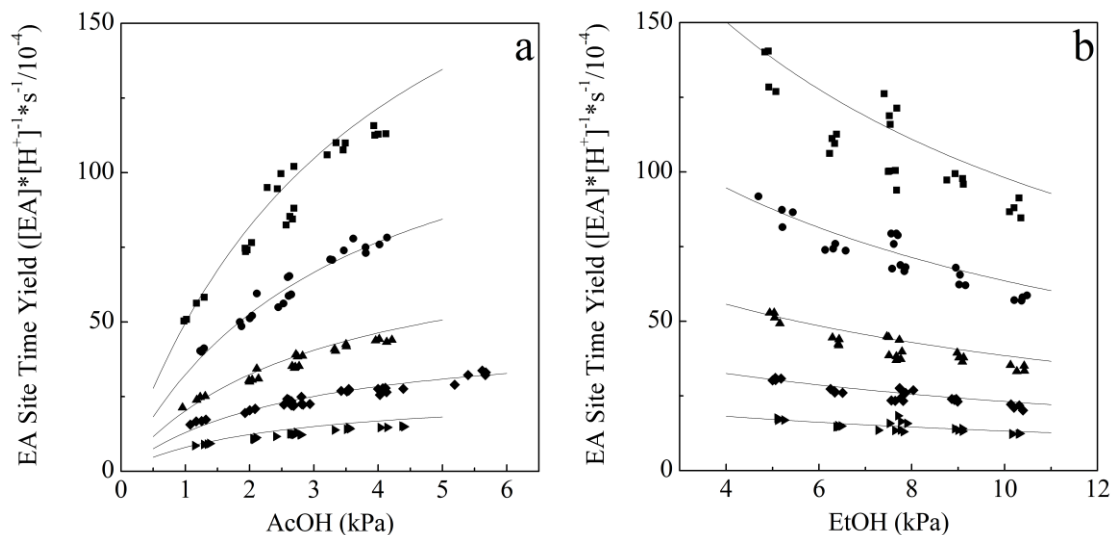 a
EA Site Time Yield ([EA]*[H⁺]⁻¹*s⁻¹/10⁻⁴)
150
100
50
0
0 1 2 3 4 5 6
AcOH (kPa)
b
EA Site Time Yield ([EA]*[H⁺]⁻¹*s⁻¹/10⁻⁴)
150
100
50
0
4 6 8 10 12
EtOH (kPa)